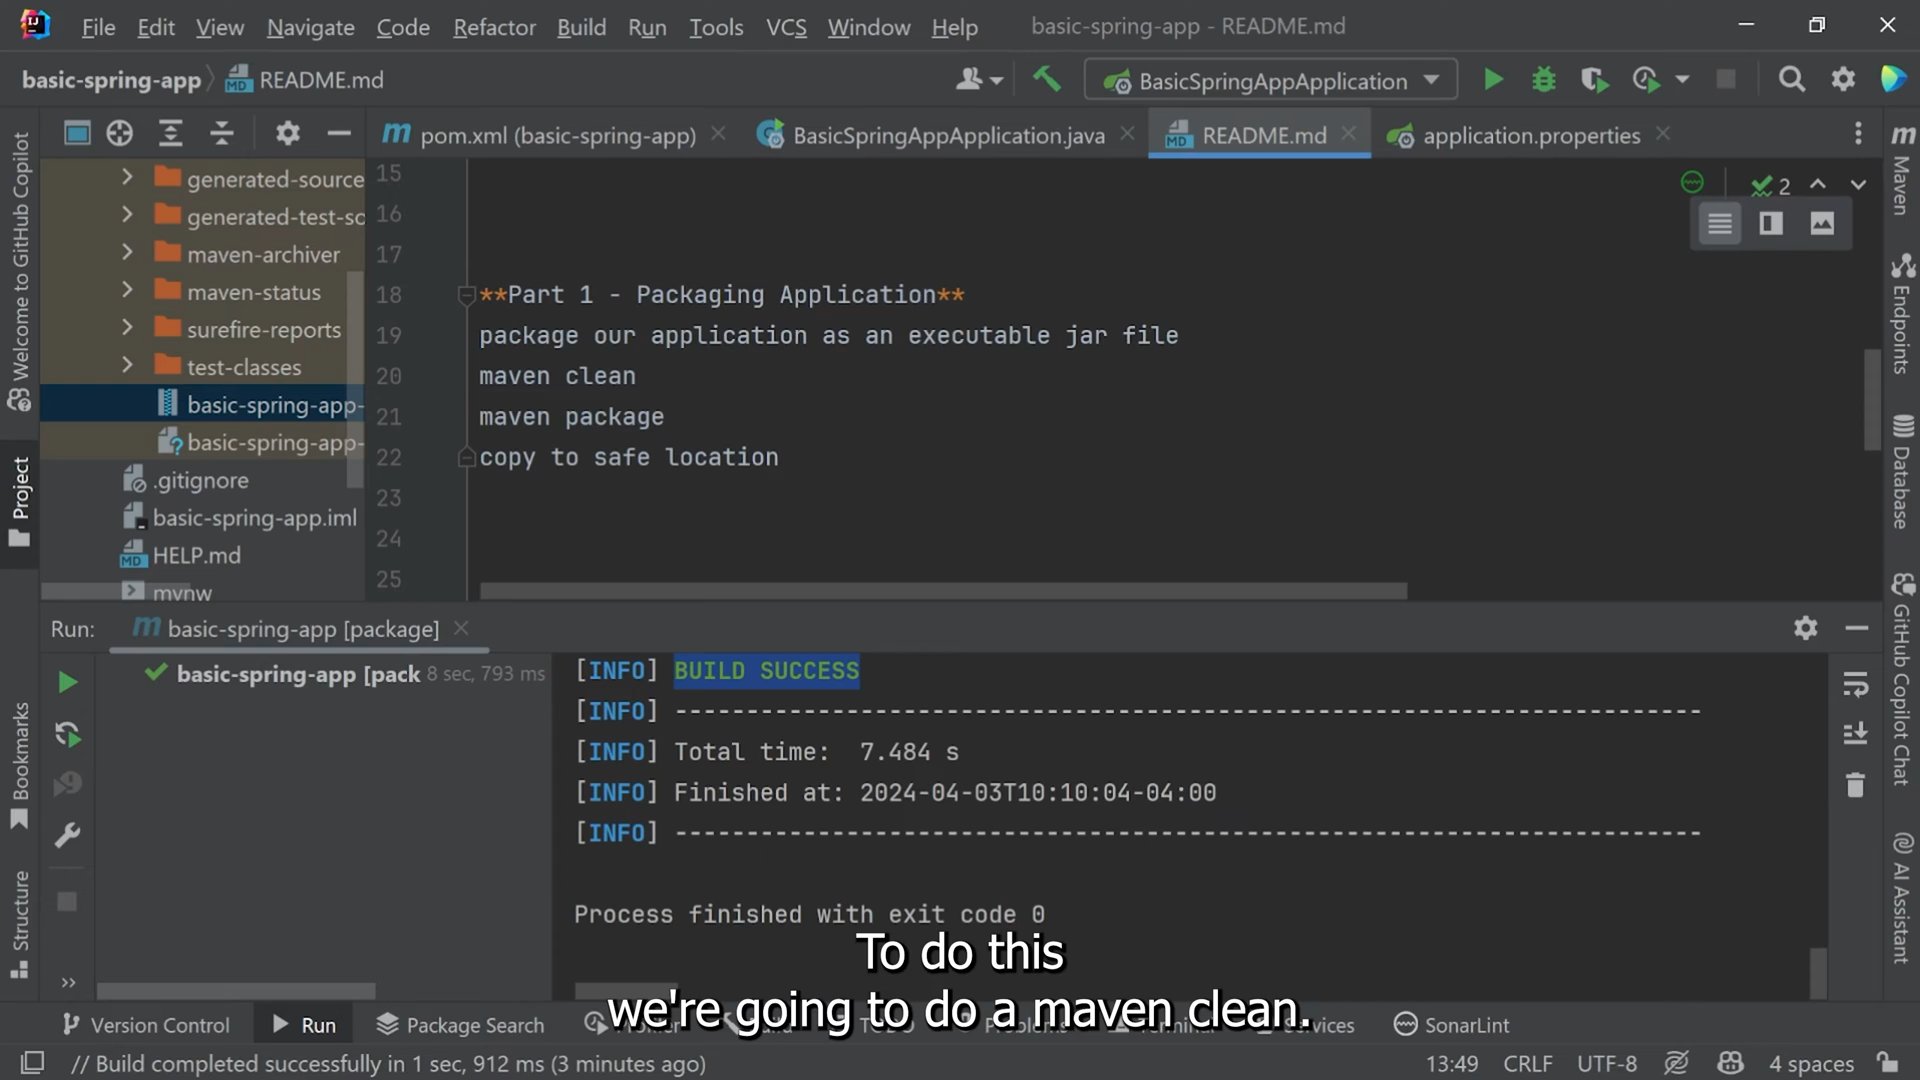 File Edit View Navigate Code Refactor Build Run Tools VCS Window Help basic-spring-app - README.md
basic-spring-app README.md BasicSpringAppApplication
pom.xml (basic-spring-app) BasicSpringAppApplication.java README.md application.properties
Welcome to GitHub Copilot
Project
Bookmarks
Structure
generated-source
generated-test-so
maven-archiver
maven-status
surefire-reports
test-classes
basic-spring-app-
basic-spring-app-
.gitignore
basic-spring-app.iml
HELP.md
mvnw
15
16
17
18 **Part 1 - Packaging Application**
19 package our application as an executable jar file
20 maven clean
21 maven package
22 copy to safe location
23
24
25
2
Maven
Endpoints
Database
GitHub Copilot Chat
AI Assistant
Run: basic-spring-app [package]
basic-spring-app [pack 8 sec, 793 ms
[INFO] BUILD SUCCESS
[INFO] ------------------------------------------------------------------------
[INFO] Total time:  7.484 s
[INFO] Finished at: 2024-04-03T10:10:04-04:00
[INFO] ------------------------------------------------------------------------
Process finished with exit code 0
To do this
we're going to do a maven clean.
Version Control Run Package Search TODO Problems Terminal Services SonarLint
// Build completed successfully in 1 sec, 912 ms (3 minutes ago) 13:49 CRLF UTF-8 4 spaces